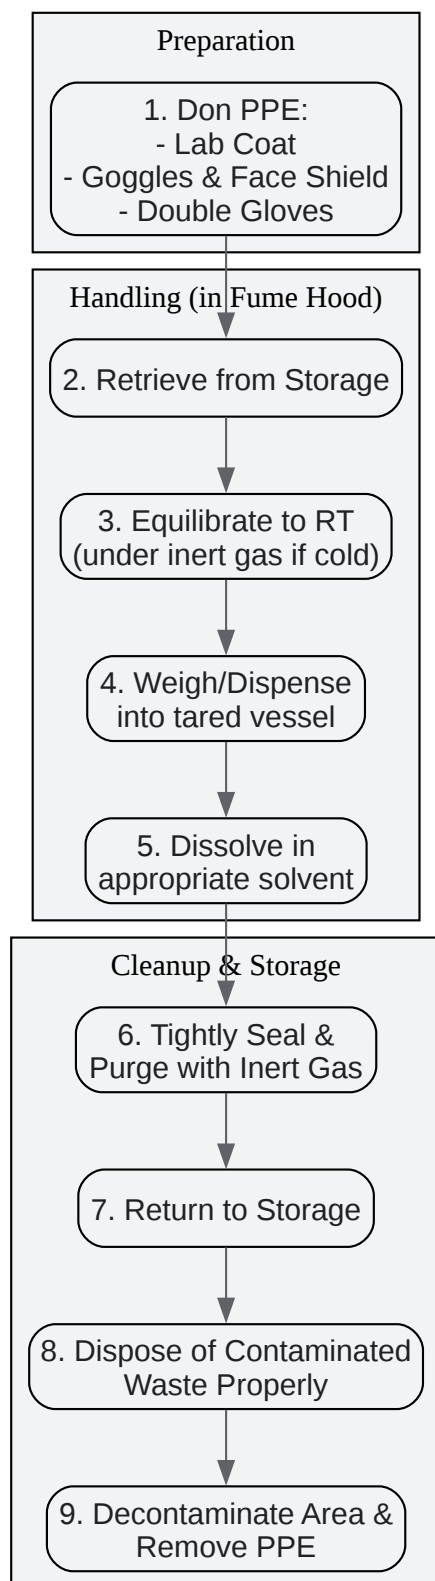 Preparation
1. Don PPE:
- Lab Coat
- Goggles & Face Shield
- Double Gloves
Handling (in Fume Hood)
2. Retrieve from Storage
3. Equilibrate to RT
(under inert gas if cold)
4. Weigh/Dispense
into tared vessel
5. Dissolve in
appropriate solvent
Cleanup & Storage
6. Tightly Seal &
Purge with Inert Gas
7. Return to Storage
8. Dispose of Contaminated
Waste Properly
9. Decontaminate Area &
Remove PPE